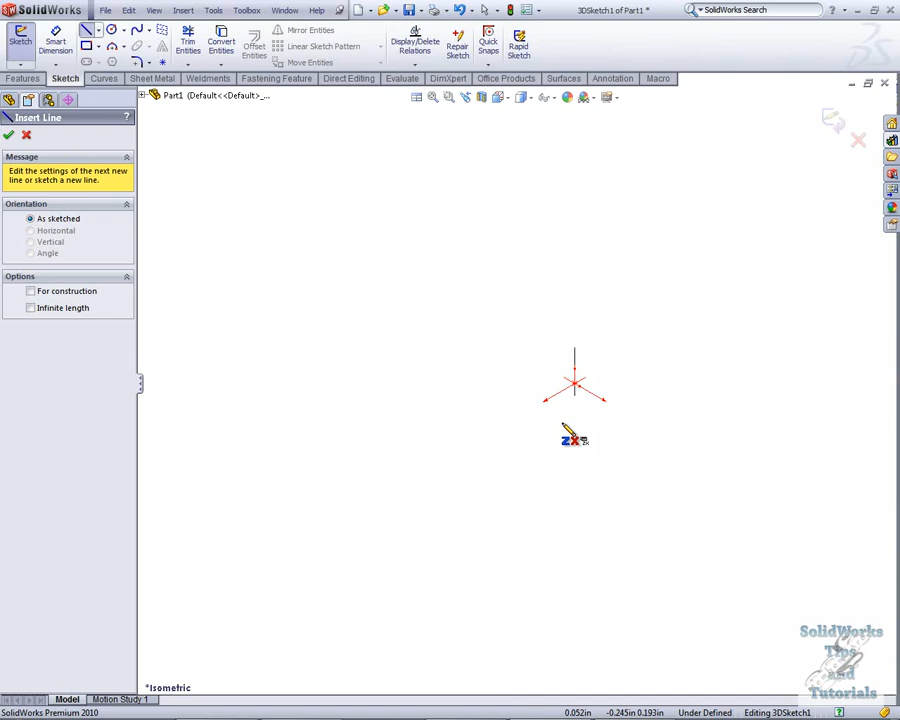 SolidWorks File Edit View Insert Tools Toolbox Window Help 3DSketch1 of Part1 * SolidWorks Search
Sketch Smart Dimension Trim Entities Convert Entities Offset Entities Mirror Entities Linear Sketch Pattern Move Entities Display/Delete Relations Repair Sketch Quick Snaps Rapid Sketch
Features Sketch Curves Sheet Metal Weldments Fastening Feature Direct Editing Evaluate DimXpert Office Products Surfaces Annotation Macro
Part1 (Default<<Default>_...
Insert Line ?
Message
Edit the settings of the next new
line or sketch a new line.
Orientation
As sketched
Horizontal
Vertical
Angle
Options
For construction
Infinite length
ZX
SolidWorks
Tips
and
Tutorials
*Isometric
Model Motion Study 1
SolidWorks Premium 2010 0.052in -0.245in 0.193in Under Defined Editing 3DSketch1